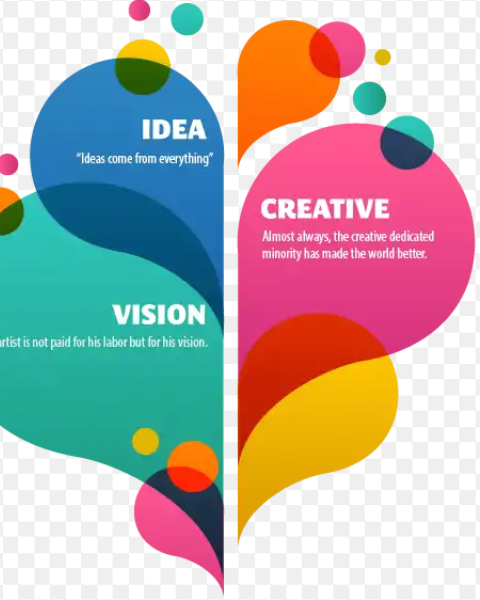 IDEA
“Ideas come from everything”
CREATIVE
Almost always, the creative dedicated
minority has made the world better.
VISION
is not paid for his labor but for his vision.